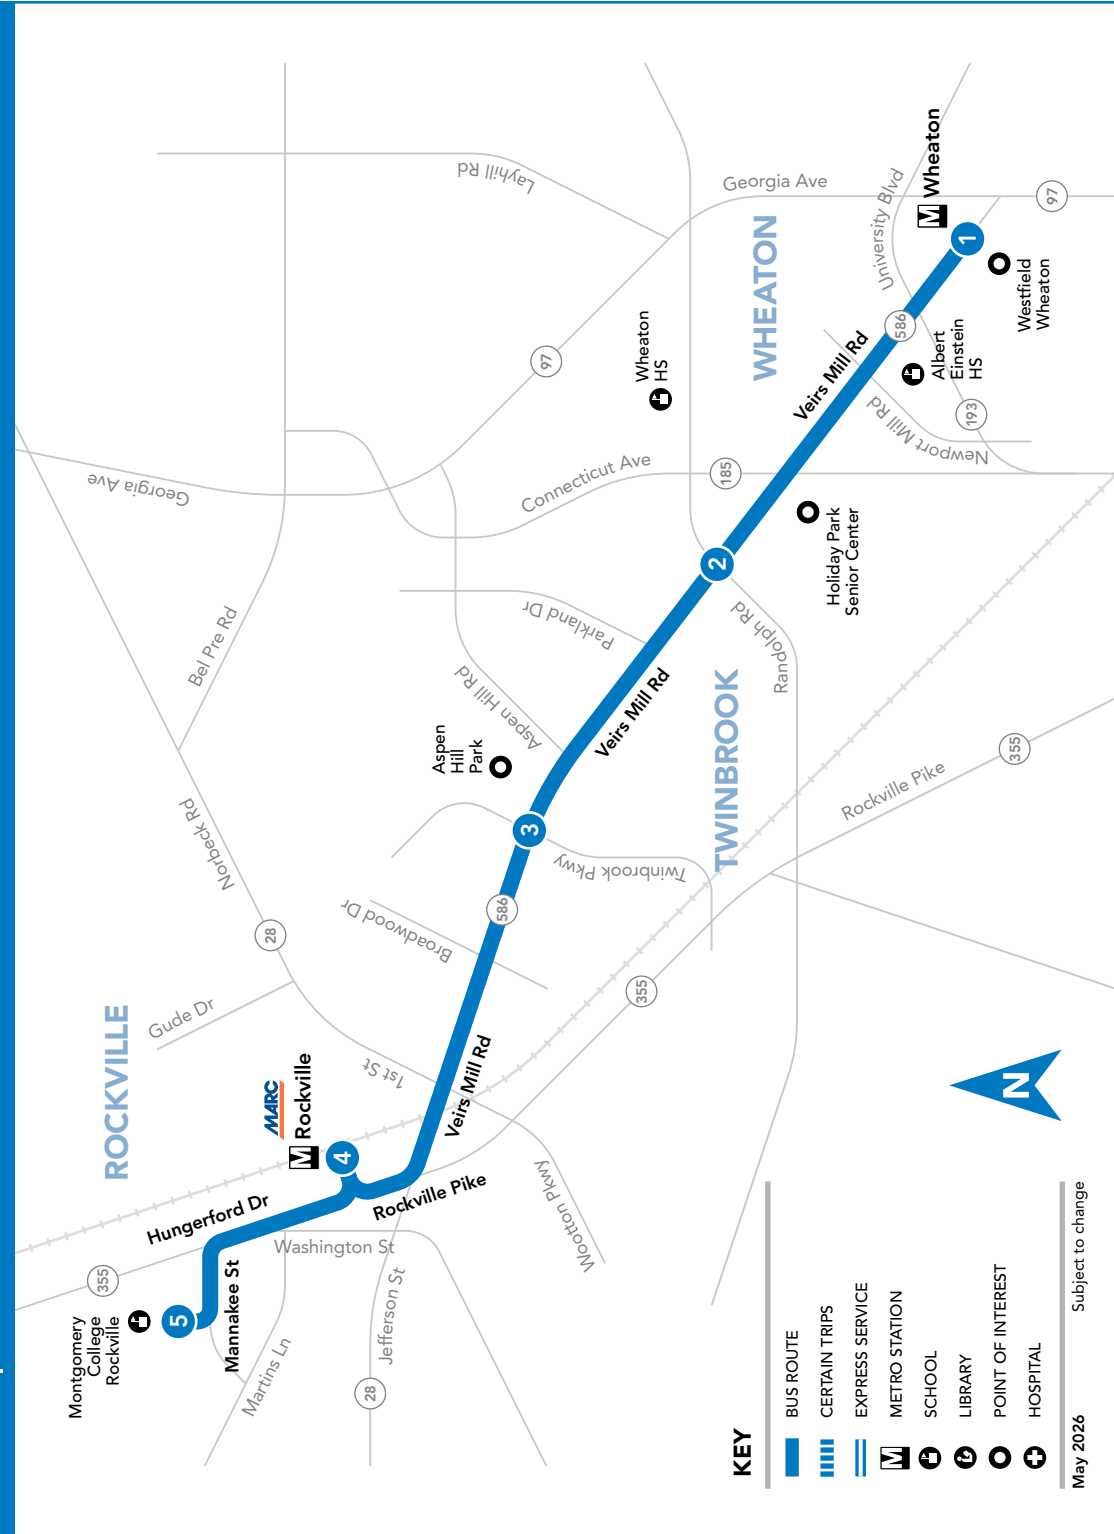 ROCKVILLE
TWINBROOK
WHEATON
Montgomery
College
Rockville
5
355
Hungerford Dr
Mannakee St
Martins Ln
Washington St
Jefferson St
28
MARC
M Rockville
4
Rockville Pike
Wootton Pkwy
Gude Dr
28
Norbeck Rd
1st St
Veirs Mill Rd
Broadwood Dr
586
3
Twinbrook Pkwy
Aspen
Hill
Park
Aspen Hill Rd
Parkland Dr
Bel Pre Rd
Georgia Ave
Veirs Mill Rd
355
Rockville Pike
355
2
Randolph Rd
Connecticut Ave
185
Holiday Park
Senior Center
Wheaton
HS
97
Layhill Rd
Georgia Ave
Veirs Mill Rd
586
Newport Mill Rd
193
Albert
Einstein
HS
University Blvd
M Wheaton
1
Westfield
Wheaton
97
N
KEY
BUS ROUTE
CERTAIN TRIPS
EXPRESS SERVICE
M METRO STATION
SCHOOL
LIBRARY
POINT OF INTEREST
HOSPITAL
May 2026
Subject to change